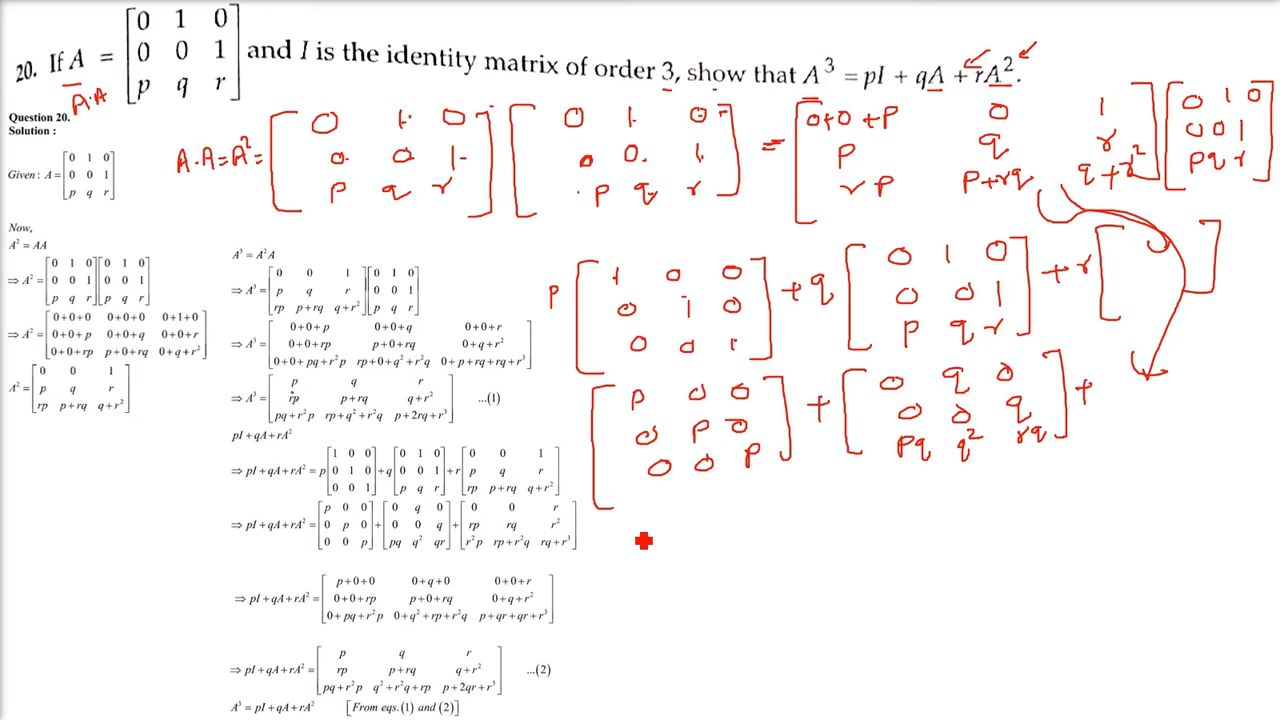 20. If A = [0 1 0; 0 0 1; p q r] and I is the identity matrix of order 3, show that A³ = pI + qA + rA².
A·A
Question 20.
Solution :
Given: A = [0 1 0; 0 0 1; p q r]
Now,
A² = AA
⇒ A² = [0 1 0; 0 0 1; p q r][0 1 0; 0 0 1; p q r]
⇒ A² = [0+0+0 0+0+0 0+1+0; 0+0+p 0+0+q 0+0+r; 0+0+rp p+0+rq 0+q+r²]
A² = [0 0 1; p q r; rp p+rq q+r²]
A³ = A²A
⇒ A³ = [0 0 1; p q r; rp p+rq q+r²][0 1 0; 0 0 1; p q r]
⇒ A³ = [0+0+p 0+0+q 0+0+r; 0+0+rp p+0+rq 0+q+r²; 0+0+pq+r²p rp+0+q²+r²q 0+p+rq+rq+r³]
⇒ A³ = [p q r; rp p+rq q+r²; pq+r²p rp+q²+r²q p+2rq+r³] ...(1)
pI+qA+rA²
⇒ pI+qA+rA² = p[1 0 0; 0 1 0; 0 0 1]+q[0 1 0; 0 0 1; p q r]+r[0 0 1; p q r; rp p+rq q+r²]
⇒ pI+qA+rA² = [p 0 0; 0 p 0; 0 0 p]+[0 q 0; 0 0 q; pq q² qr]+[0 0 r; rp rq r²; r²p rp+r²q rq+r³]
⇒ pI+qA+rA² = [p+0+0 0+q+0 0+0+r; 0+0+rp p+0+rq 0+q+r²; 0+pq+r²p 0+q²+rp+r²q p+qr+qr+r³]
⇒ pI+qA+rA² = [p q r; rp p+rq q+r²; pq+r²p q²+r²q+rp p+2qr+r³] ...(2)
A³ = pI+qA+rA² [From eqs.(1) and (2)]
A·A = A² = [0 1 0; 0 0 1; p q r][0 1 0; 0 0 1; p q r] = [0+0+p 0 1; p q r; rp p+rq q+r²][0 1 0; 0 0 1; p q r]
p[1 0 0; 0 1 0; 0 0 1] + q[0 1 0; 0 0 1; p q r] + r[ ]
[p 0 0; 0 p 0; 0 0 p] + [0 q 0; 0 0 q; pq q² rq] +